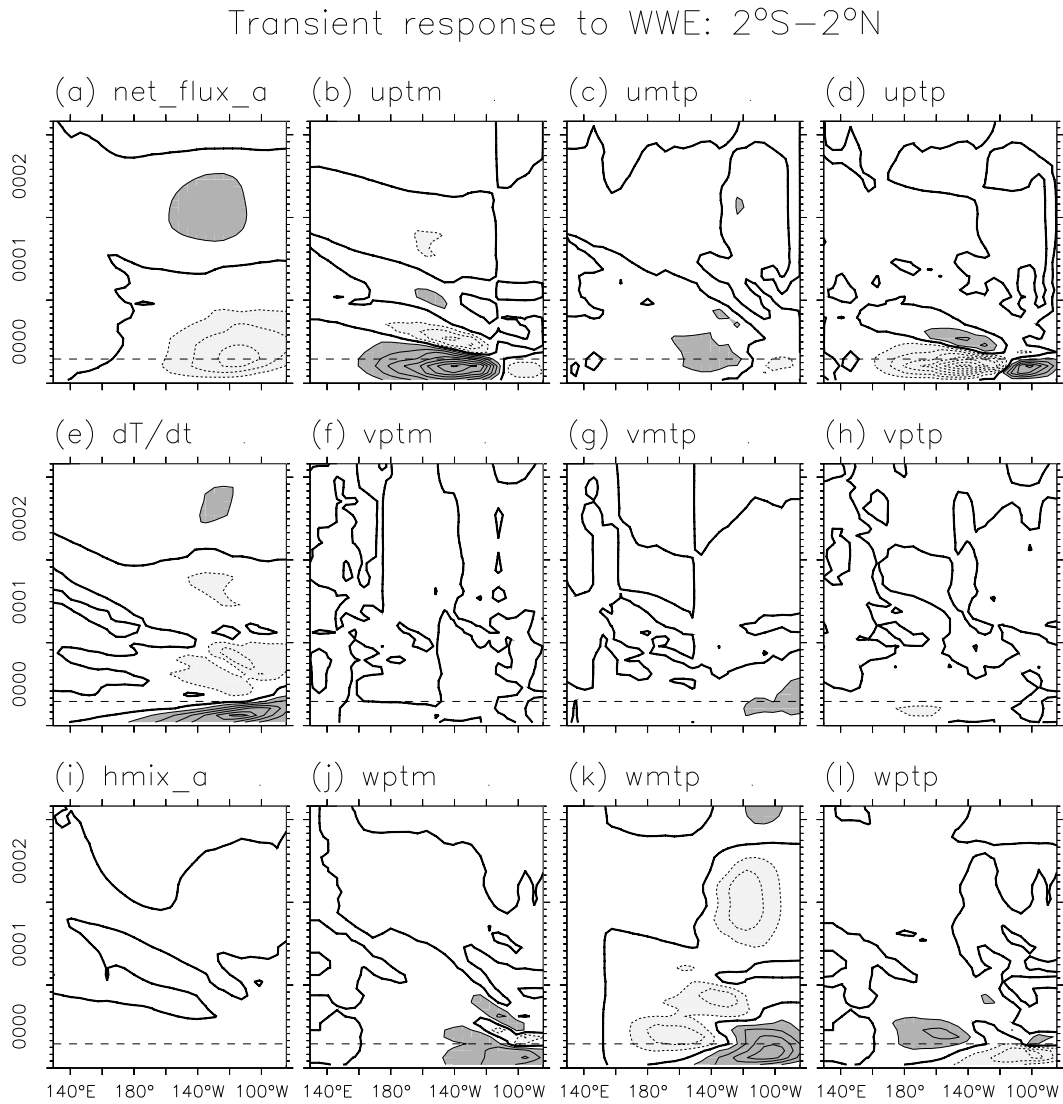 Transient response to WWE: 2°S−2°N
(a) net_flux_a (b) uptm (c) umtp (d) uptp
0002
0001
0000
(e) dT/dt (f) vptm (g) vmtp (h) vptp
0002
0001
0000
(i) hmix_a (j) wptm (k) wmtp (l) wptp
0002
0001
0000
140°E 180° 140°W 100°W 140°E 180° 140°W 100°W 140°E 180° 140°W 100°W 140°E 180° 140°W 100°W